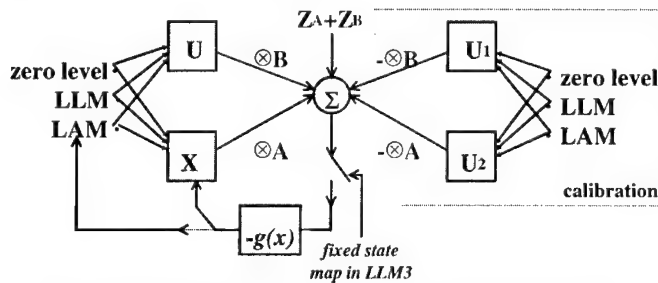 ZA+ZB
U
⊗B
-⊗B
U1
zero level
LLM
LAM
Σ
zero level
LLM
LAM
X
⊗A
-⊗A
U2
calibration
-g(x)
fixed state
map in LLM3